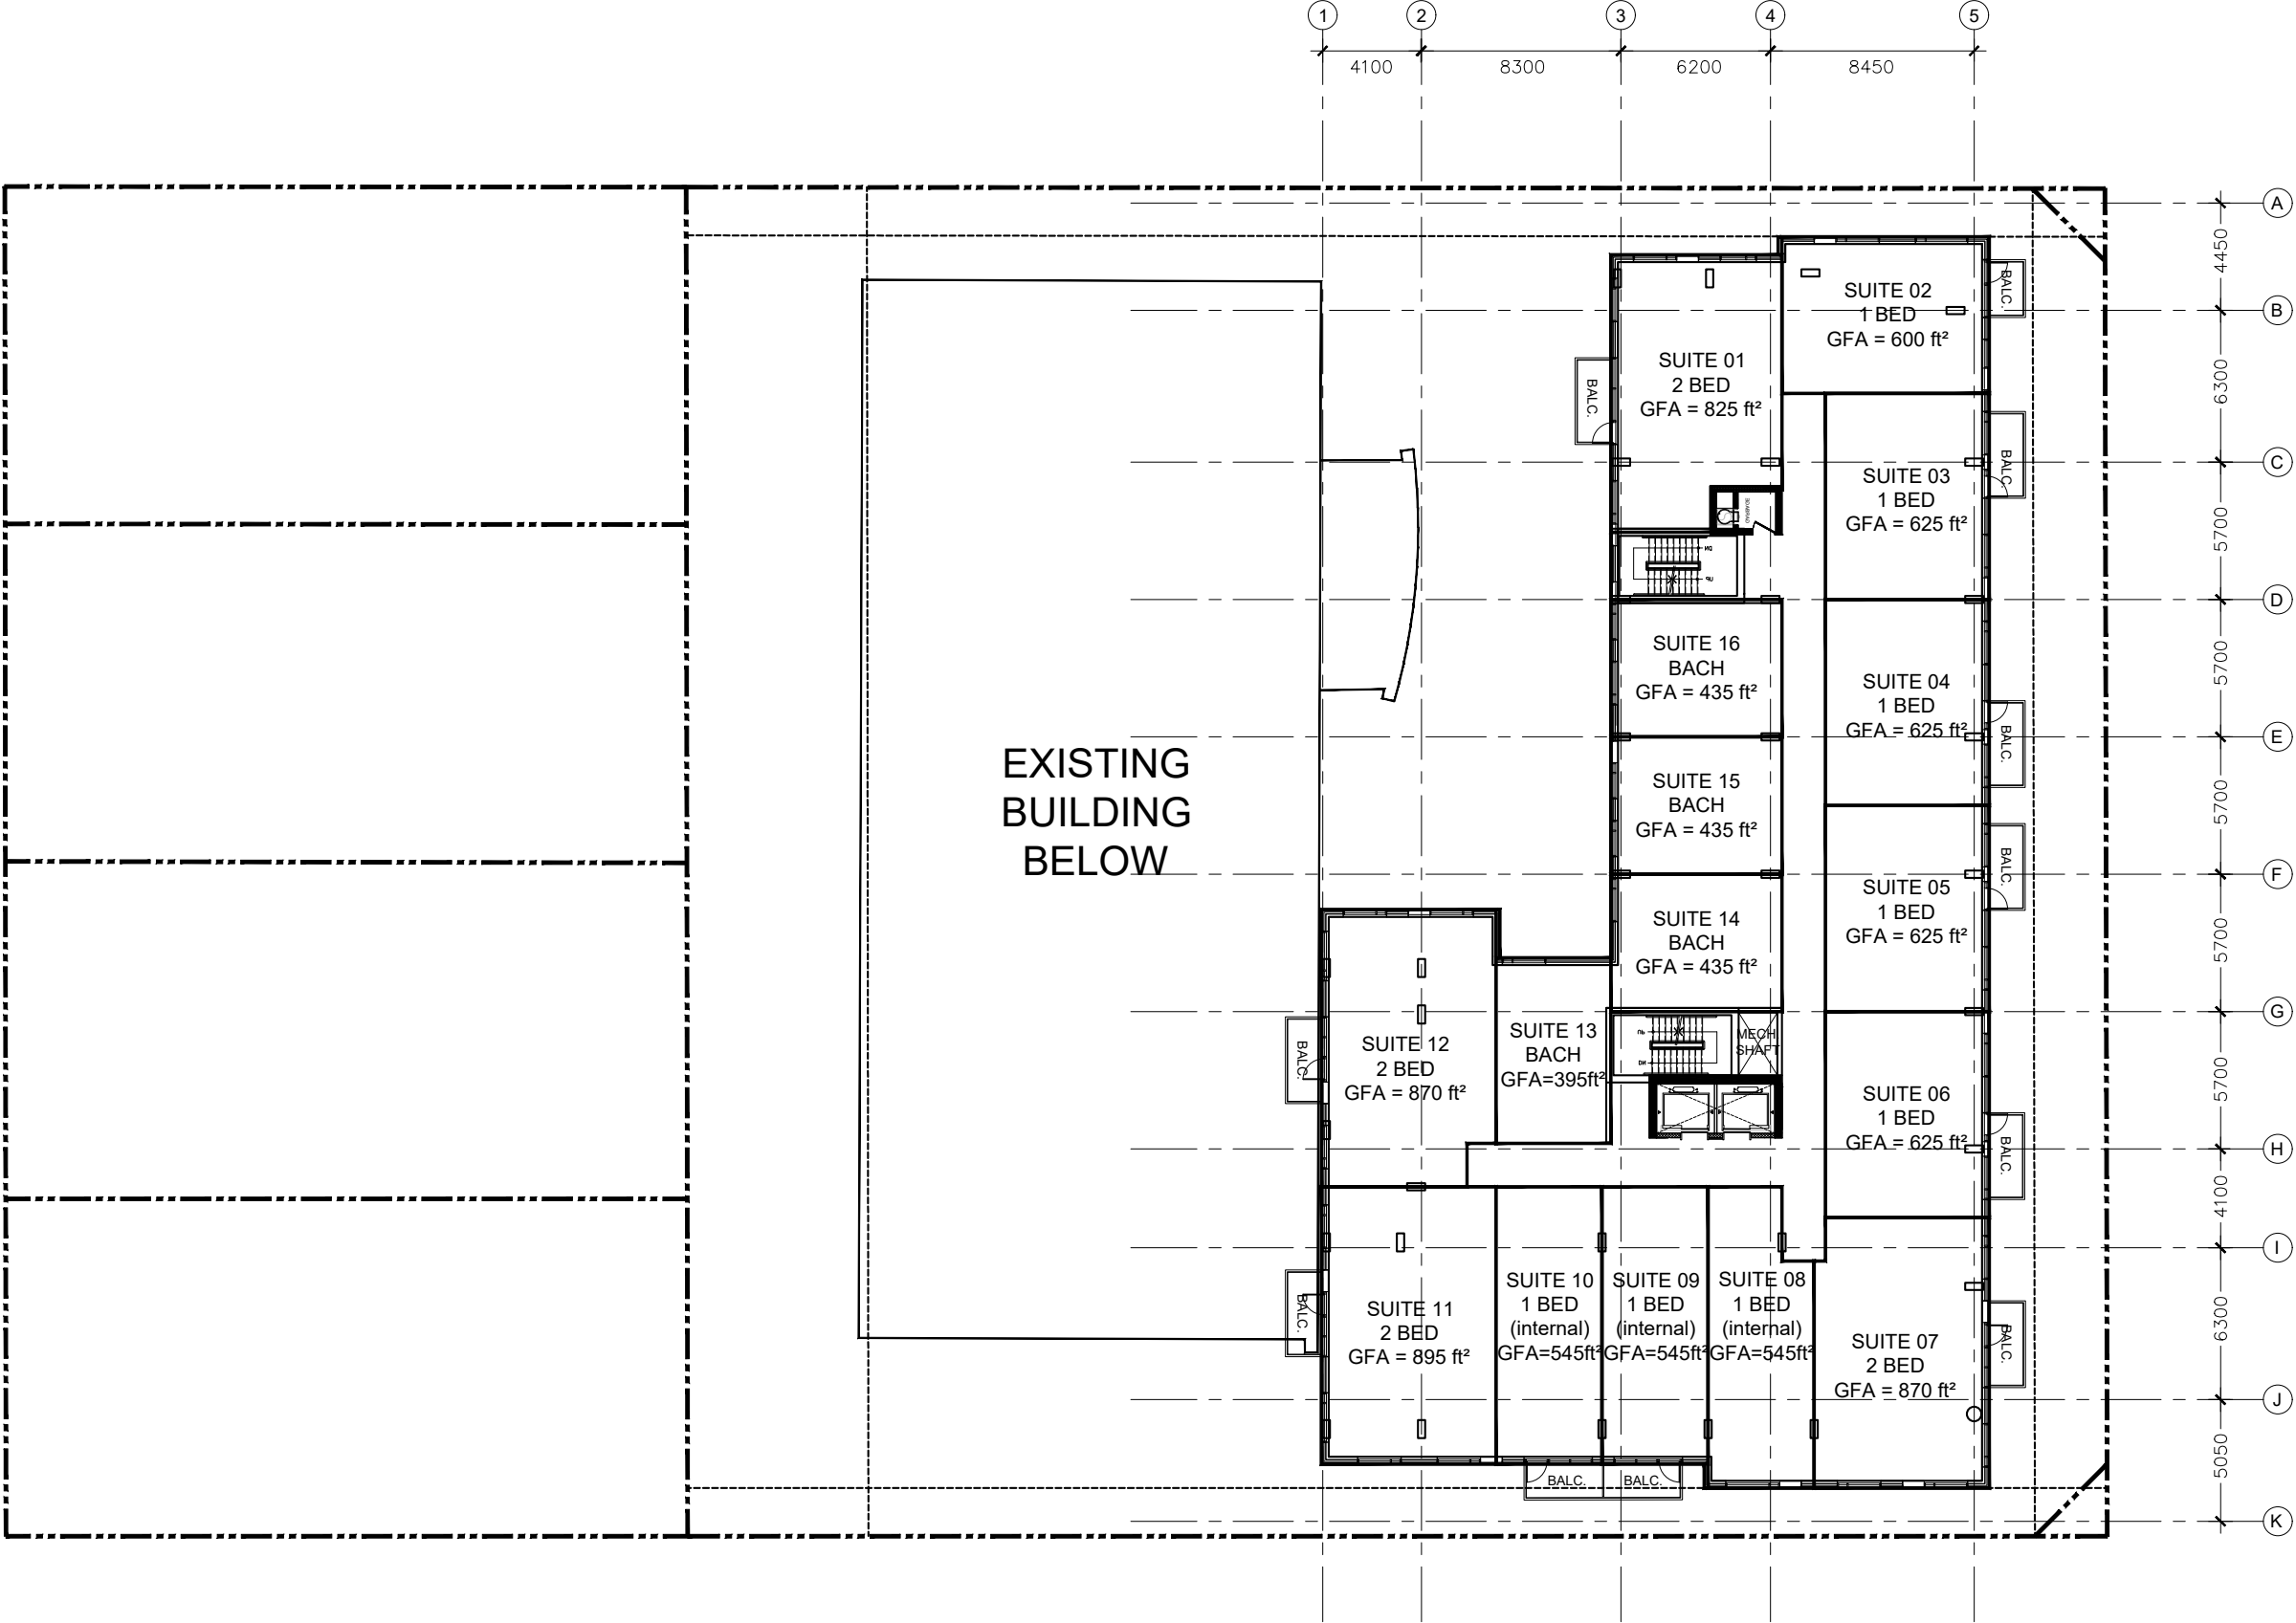 1
2
3
4
5
4100
8300
6200
8450
A
4450
B
6300
C
5700
D
5700
E
5700
F
5700
G
5700
H
4100
I
6300
J
5050
K
SUITE 02
1 BED
GFA = 600 ft²
BALC.
SUITE 01
2 BED
GFA = 825 ft²
BALC.
SUITE 03
1 BED
GFA = 625 ft²
BALC.
DN
UP
SUITE 16
BACH
GFA = 435 ft²
SUITE 04
1 BED
GFA = 625 ft²
BALC.
EXISTING
BUILDING
BELOW
SUITE 15
BACH
GFA = 435 ft²
SUITE 05
1 BED
GFA = 625 ft²
BALC.
SUITE 14
BACH
GFA = 435 ft²
SUITE 12
2 BED
GFA = 870 ft²
BALC.
SUITE 13
BACH
GFA=395ft²
UP
DN
MECH
SHAFT
SUITE 06
1 BED
GFA = 625 ft²
BALC.
SUITE 11
2 BED
GFA = 895 ft²
BALC.
SUITE 10
1 BED
(internal)
GFA=545ft²
SUITE 09
1 BED
(internal)
GFA=545ft²
SUITE 08
1 BED
(internal)
GFA=545ft²
SUITE 07
2 BED
GFA = 870 ft²
BALC.
BALC.
BALC.